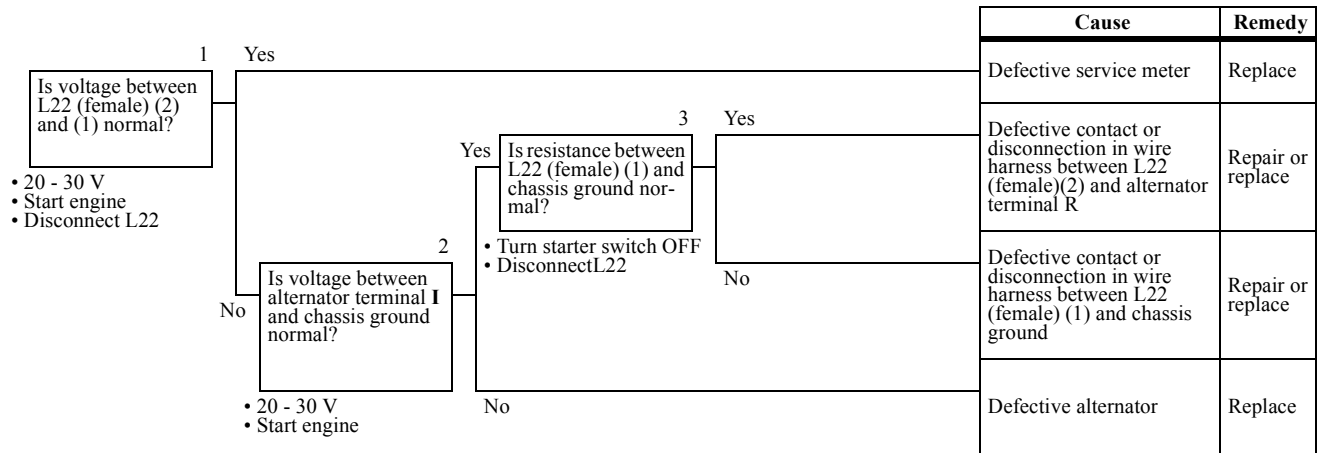 Cause Remedy
1 Yes
Is voltage between
L22 (female) (2)
and (1) normal?
• 20 - 30 V
• Start engine
• Disconnect L22
Defective service meter Replace
3 Yes
Yes
Is resistance between
L22 (female) (1) and
chassis ground nor-
mal?
• Turn starter switch OFF
• DisconnectL22
No
Defective contact or
disconnection in wire
harness between L22
(female)(2) and alternator
terminal R
Repair or
replace
2
No
Is voltage between
alternator terminal I
and chassis ground
normal?
• 20 - 30 V
• Start engine
No
Defective contact or
disconnection in wire
harness between L22
(female) (1) and chassis
ground
Repair or
replace
Defective alternator Replace